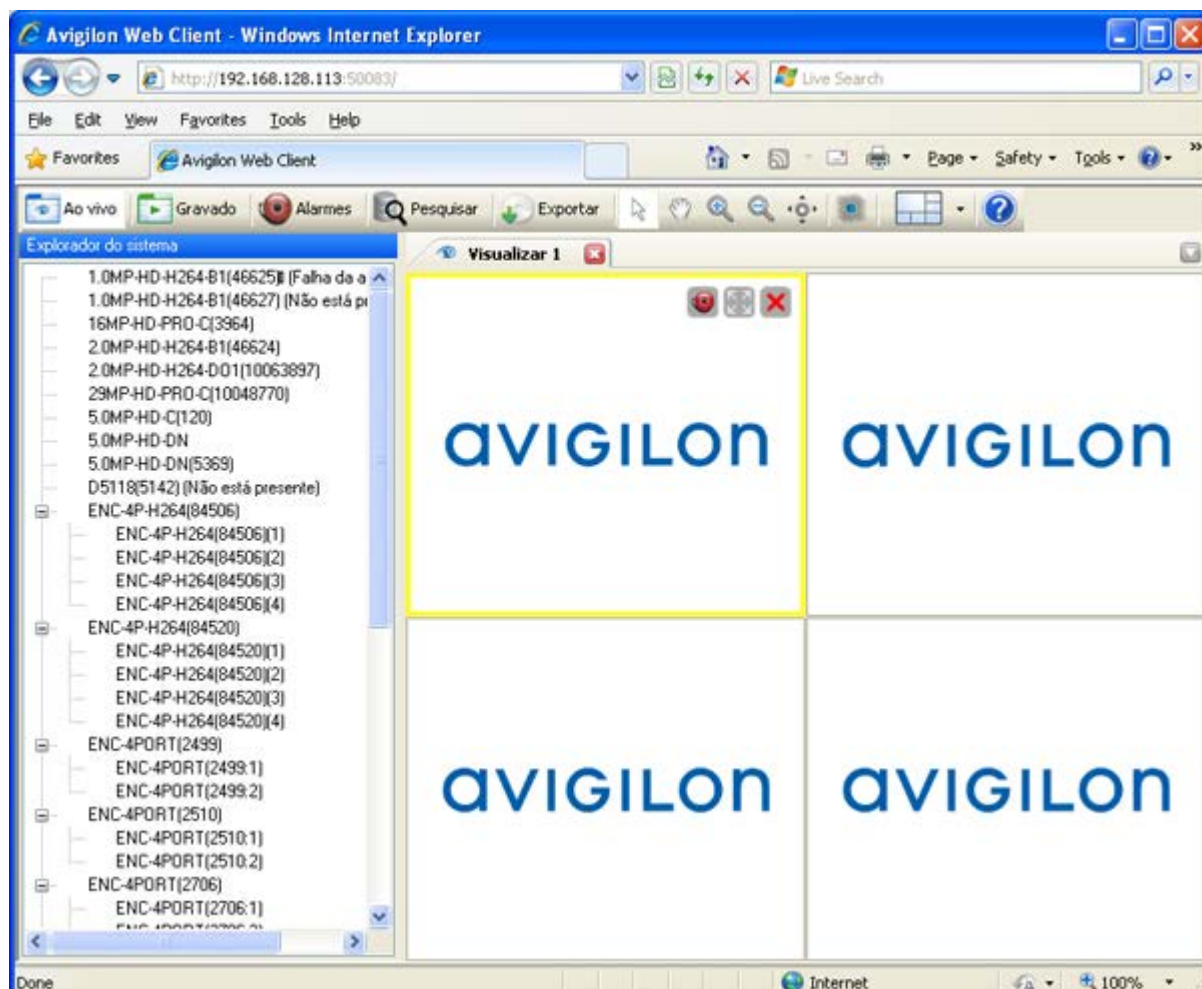 Avigilon Web Client - Windows Internet Explorer
http://192.168.128.113:50083/
Live Search
File Edit View Favorites Tools Help
Favorites Avigilon Web Client Page Safety Tools
Ao vivo Gravado Alarmes Pesquisar Exportar
Explorador do sistema
Visualizar 1
1.0MP-HD-H264-B1(46625) (Falha da a
1.0MP-HD-H264-B1(46627) (Não está pr
16MP-HD-PRO-C(3964)
2.0MP-HD-H264-B1(46624)
2.0MP-HD-H264-DO1(10063897)
29MP-HD-PRO-C(10048770)
5.0MP-HD-C(120)
5.0MP-HD-DN
5.0MP-HD-DN(5369)
D5118(5142) (Não está presente)
ENC-4P-H264(84506)
ENC-4P-H264(84506)(1)
ENC-4P-H264(84506)(2)
ENC-4P-H264(84506)(3)
ENC-4P-H264(84506)(4)
ENC-4P-H264(84520)
ENC-4P-H264(84520)(1)
ENC-4P-H264(84520)(2)
ENC-4P-H264(84520)(3)
ENC-4P-H264(84520)(4)
ENC-4PORT(2499)
ENC-4PORT(2499:1)
ENC-4PORT(2499:2)
ENC-4PORT(2510)
ENC-4PORT(2510:1)
ENC-4PORT(2510:2)
ENC-4PORT(2706)
ENC-4PORT(2706:1)
avigilon avigilon
avigilon avigilon
Done Internet 100%